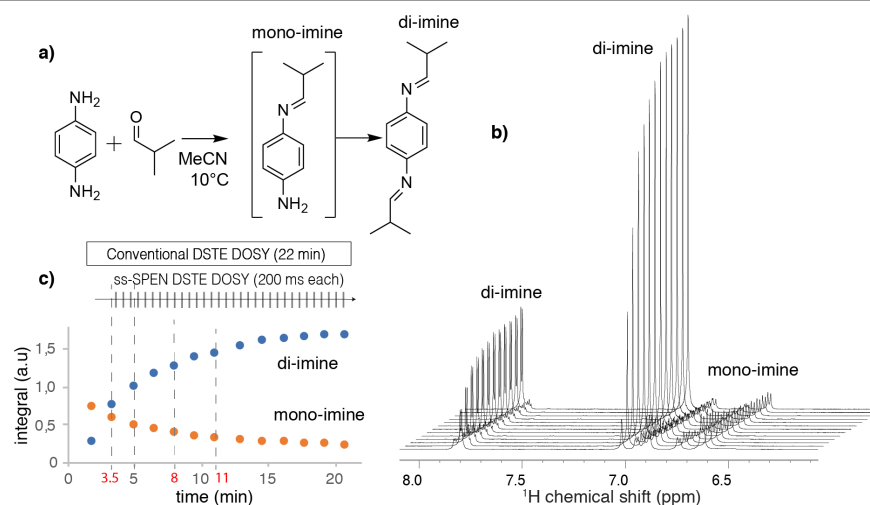 a)
mono-imine
di-imine
NH2
NH2
+
O
MeCN
10°C
N
NH2
N
N
b)
di-imine
di-imine
mono-imine
8.0
7.5
7.0
6.5
1H chemical shift (ppm)
Conventional DSTE DOSY (22 min)
c)
ss-SPEN DSTE DOSY (200 ms each)
integral (a.u)
1,5
1,0
0,5
0
di-imine
mono-imine
0
3.5
5
8
10
11
15
20
time (min)